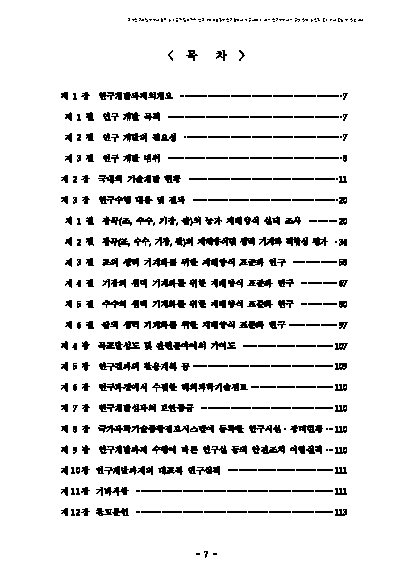 < 목 차 >
제 1 장 연구개발과제의개요 ――――――――――――――― 7
제 1 절 연구 개발 목적 ――――――――――――――― 7
제 2 절 연구 개발의 필요성 ――――――――――――――― 7
제 3 절 연구 개발 범위 ――――――――――――――― 8
제 2 장 국내외 기술개발 현황 ――――――――――――――― 11
제 3 장 연구수행 내용 및 결과 ――――――――――――――― 20
제 1 절 잡곡(조, 수수, 기장, 팥)의 농가 재배양식 실태 조사 ――― 20
제 2 절 잡곡(조, 수수, 기장, 팥)의 재배양식별 생력 기계화 적합성 평가 - 34
제 3 절 조의 생력 기계화를 위한 재배양식 표준화 연구 ――――― 53
제 4 절 기장의 생력 기계화를 위한 재배양식 표준화 연구 ――――― 67
제 5 절 수수의 생력 기계화를 위한 재배양식 표준화 연구 ――――― 80
제 6 절 팥의 생력 기계화를 위한 재배양식 표준화 연구 ――――― 97
제 4 장 목표달성도 및 관련분야에의 기여도 ――――――――― 107
제 5 장 연구결과의 활용계획 등 ――――――――――――― 109
제 6 장 연구과정에서 수집한 해외과학기술정보 ――――――― 110
제 7 장 연구개발성과의 보안등급 ――――――――――――― 110
제 8 장 국가과학기술종합정보시스템에 등록한 연구시설·장비현황 -- 110
제 9 장 연구개발과제 수행에 따른 연구실 등의 안전조치 이행실적 -- 110
제10장 연구개발과제의 대표적 연구실적 ――――――――――― 111
제11장 기타사항 ――――――――――――――――――― 111
제12장 참고문헌 ――――――――――――――――――― 113
- 7 -